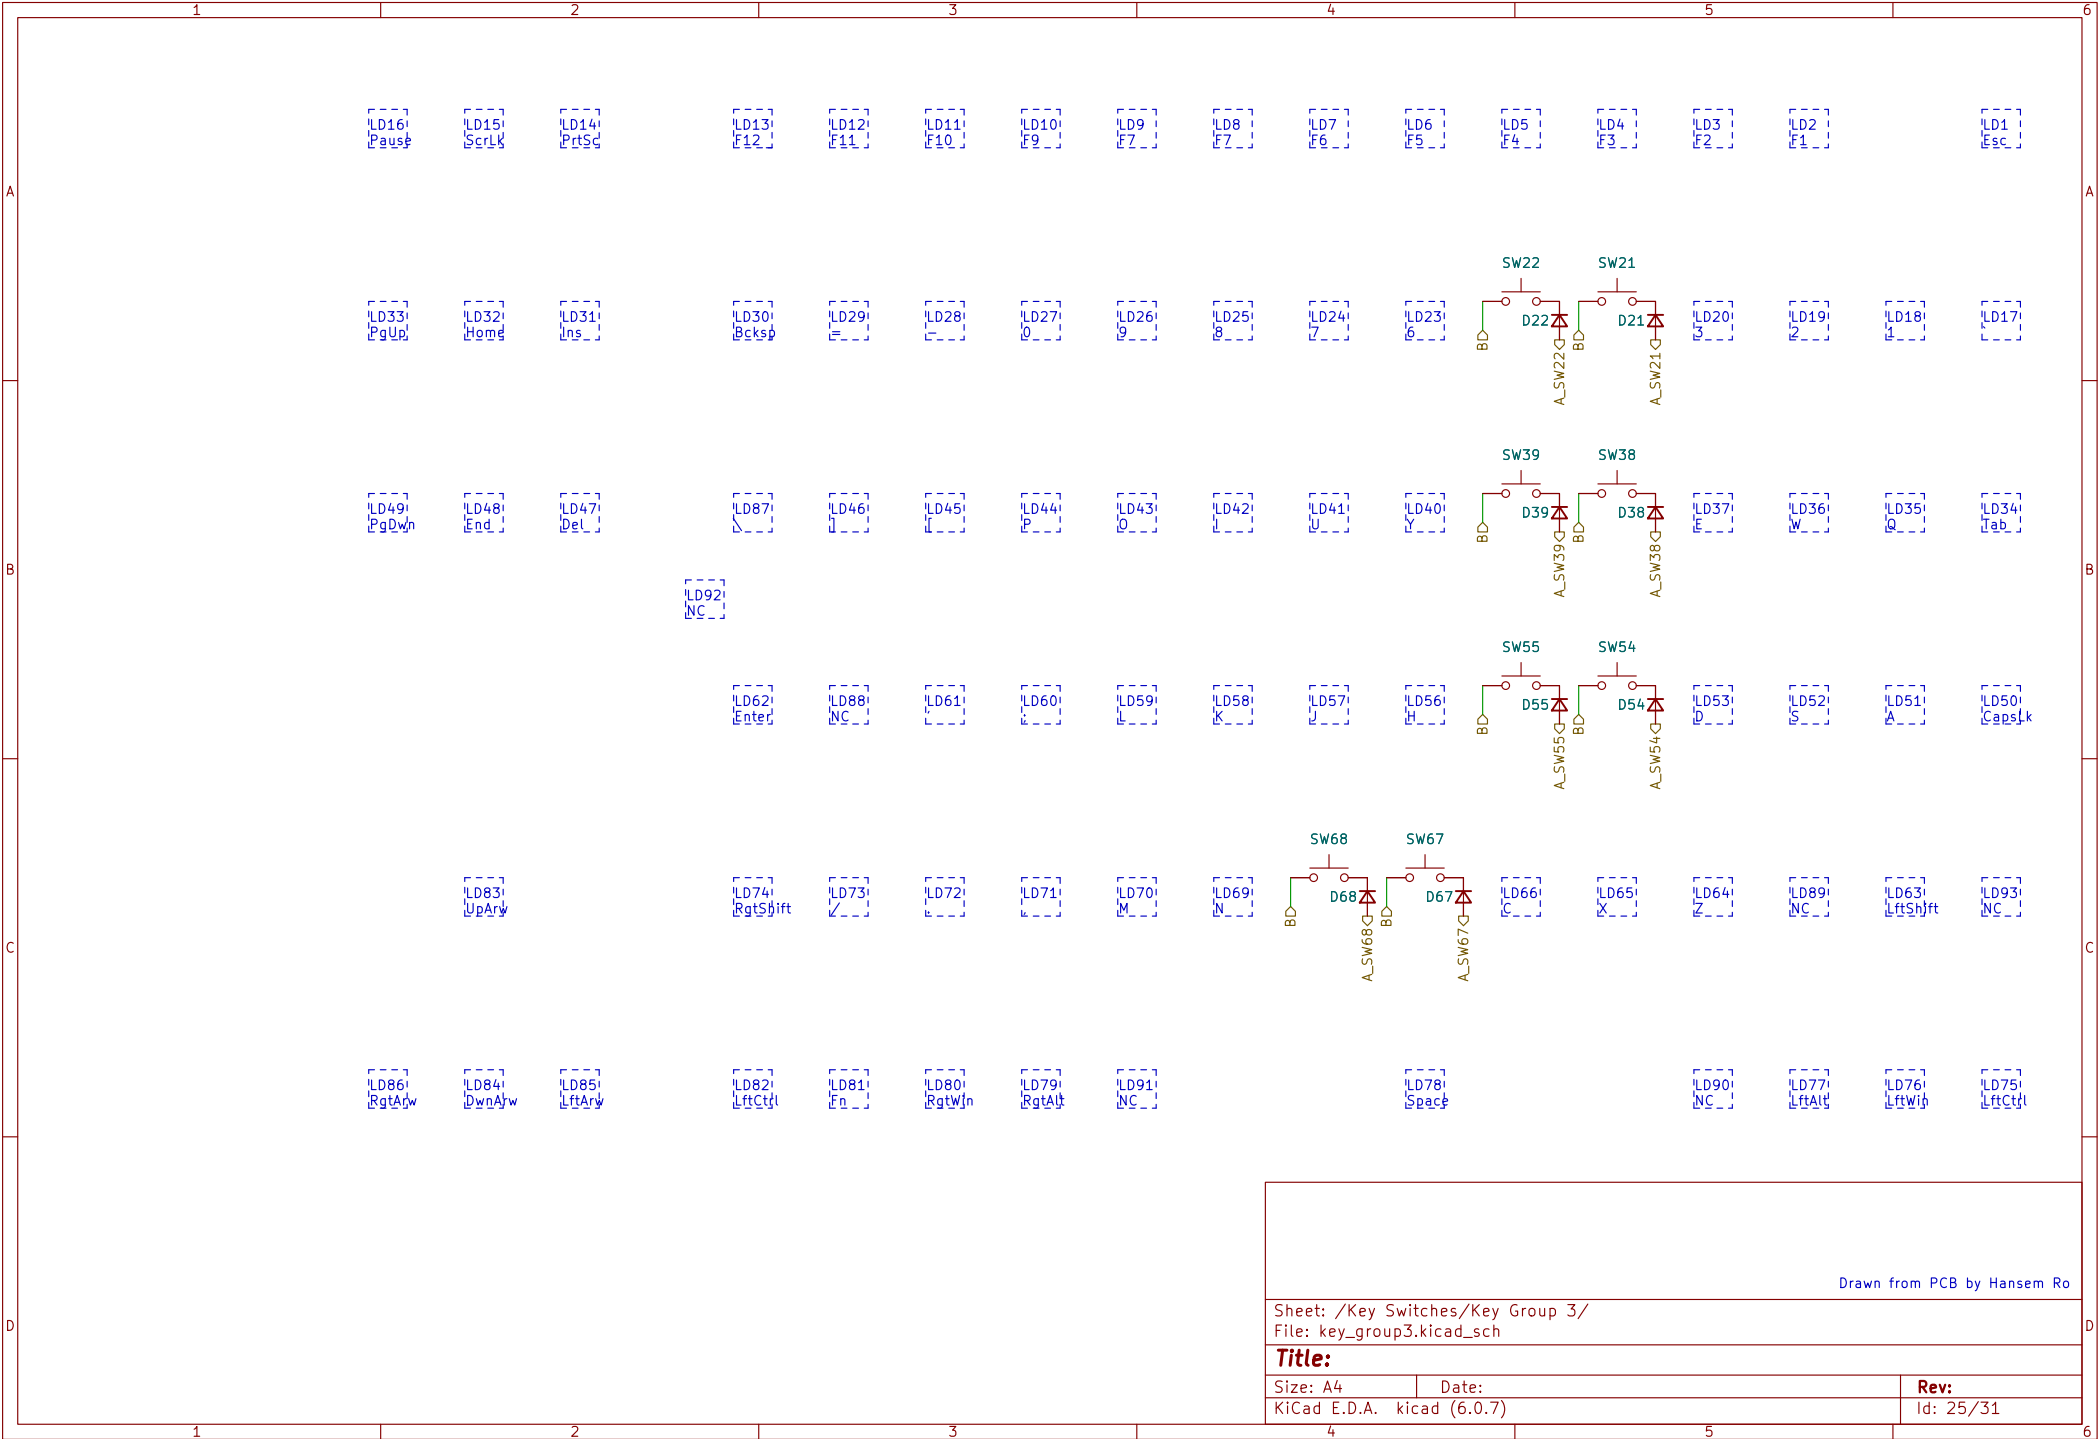 1 2 3 4 5 6
LD16 LD15 LD14 LD13 LD12 LD11 LD10 LD9 LD8 LD7 LD6 LD5 LD4 LD3 LD2 LD1
Pause ScrLk PrtSc F12 F11 F10 F9 F7 F7 F6 F5 F4 F3 F2 F1 Esc
A A
SW22 SW21
LD33 LD32 LD31 LD30 LD29 LD28 LD27 LD26 LD25 LD24 LD23 D22 D21 LD20 LD19 LD18 LD17
PgUp Home Ins Bcksp = - 0 9 8 7 6 B B 3 2 1 `
A_SW22 A_SW21
SW39 SW38
LD49 LD48 LD47 LD87 LD46 LD45 LD44 LD43 LD42 LD41 LD40 D39 D38 LD37 LD36 LD35 LD34
PgDwn End Del \ ] [ P O I U Y B B E W Q Tab
A_SW39 A_SW38
B B
LD92
NC
SW55 SW54
LD62 LD88 LD61 LD60 LD59 LD58 LD57 LD56 D55 D54 LD53 LD52 LD51 LD50
Enter NC ' ; L K J H B B D S A CapsLk
A_SW55 A_SW54
SW68 SW67
LD83 LD74 LD73 LD72 LD71 LD70 LD69 D68 D67 LD66 LD65 LD64 LD89 LD63 LD93
UpArw RgtShift / . , M N B B C X Z NC LftShift NC
A_SW68 A_SW67
C C
LD86 LD84 LD85 LD82 LD81 LD80 LD79 LD91 LD78 LD90 LD77 LD76 LD75
RgtArw DwnArw LftArw LftCtrl Fn RgtWin RgtAlt NC Space NC LftAlt LftWin LftCtrl
Drawn from PCB by Hansem Ro
Sheet: /Key Switches/Key Group 3/
D D
File: key_group3.kicad_sch
Title:
Size: A4 Date: Rev:
KiCad E.D.A. kicad (6.0.7) Id: 25/31
1 2 3 4 5 6